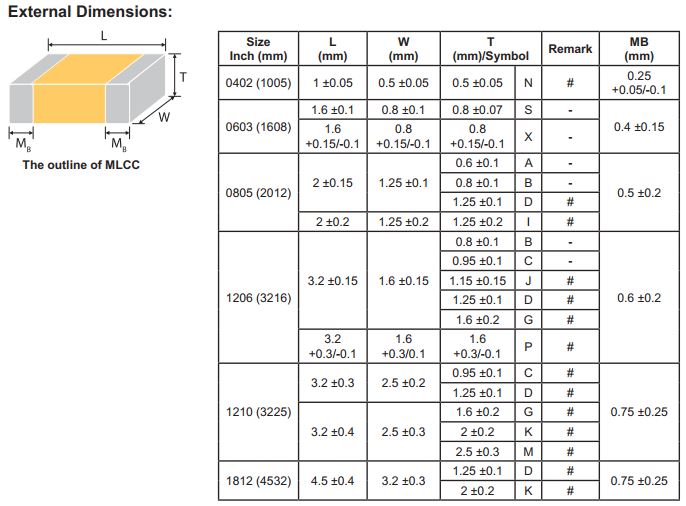 External Dimensions:
L
T
W
MB
MB
The outline of MLCC
Size
Inch (mm)
L
(mm)
W
(mm)
T
(mm)/Symbol
Remark
MB
(mm)
0402 (1005)
1 ±0.05
0.5 ±0.05
0.5 ±0.05
N
#
0.25
+0.05/-0.1
0603 (1608)
1.6 ±0.1
0.8 ±0.1
0.8 ±0.07
S
-
0.4 ±0.15
1.6
+0.15/-0.1
0.8
+0.15/-0.1
0.8
+0.15/-0.1
X
-
0805 (2012)
2 ±0.15
1.25 ±0.1
0.6 ±0.1
A
-
0.5 ±0.2
0.8 ±0.1
B
-
1.25 ±0.1
D
#
2 ±0.2
1.25 ±0.2
1.25 ±0.2
I
#
1206 (3216)
3.2 ±0.15
1.6 ±0.15
0.8 ±0.1
B
-
0.6 ±0.2
0.95 ±0.1
C
-
1.15 ±0.15
J
#
1.25 ±0.1
D
#
1.6 ±0.2
G
#
3.2
+0.3/-0.1
1.6
+0.3/0.1
1.6
+0.3/-0.1
P
#
1210 (3225)
3.2 ±0.3
2.5 ±0.2
0.95 ±0.1
C
#
0.75 ±0.25
1.25 ±0.1
D
#
3.2 ±0.4
2.5 ±0.3
1.6 ±0.2
G
#
2 ±0.2
K
#
2.5 ±0.3
M
#
1812 (4532)
4.5 ±0.4
3.2 ±0.3
1.25 ±0.1
D
#
0.75 ±0.25
2 ±0.2
K
#